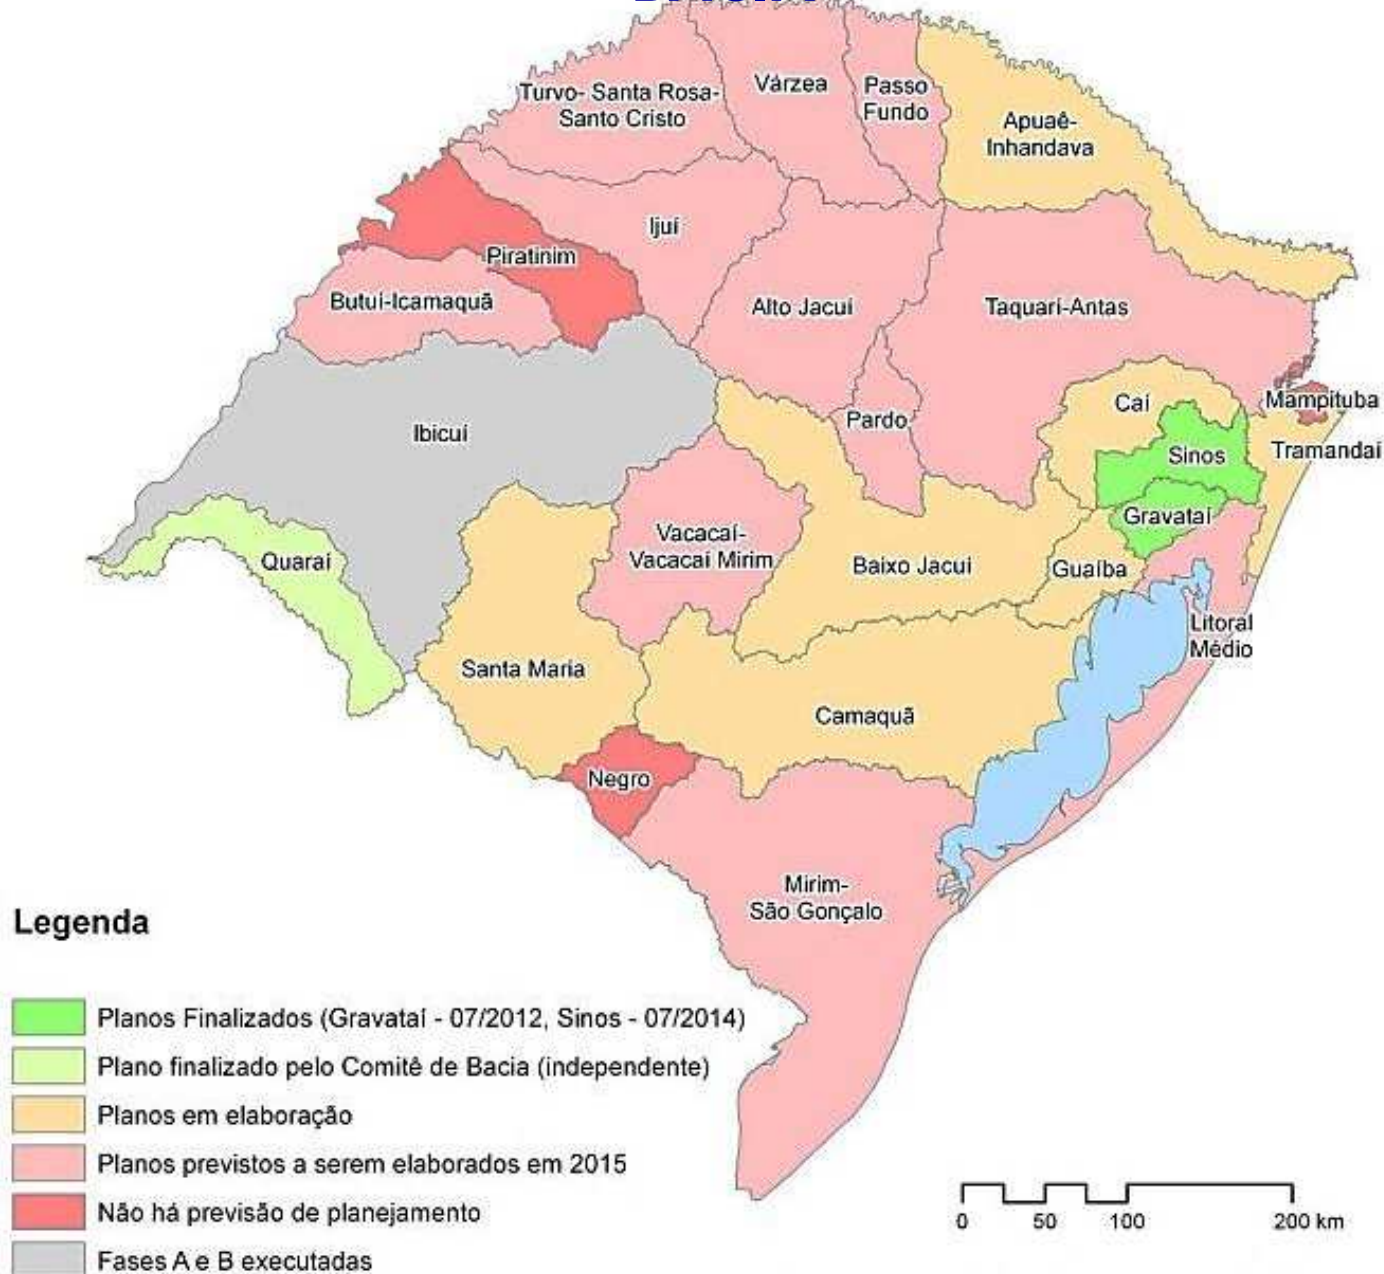 Turvo- Santa Rosa-
Santo Cristo
Várzea
Passo
Fundo
Apuaê-
Inhandava
Ijuí
Piratinim
Butuí-Icamaquã
Alto Jacuí
Taquari-Antas
Pardo
Caí
Mampituba
Tramandaí
Sinos
Gravataí
Ibicuí
Quaraí
Vacacaí-
Vacacaí Mirim
Baixo Jacuí
Guaíba
Litoral
Médio
Santa Maria
Camaquã
Negro
Mirim-
São Gonçalo
Legenda
Planos Finalizados (Gravataí - 07/2012, Sinos - 07/2014)
Plano finalizado pelo Comitê de Bacia (independente)
Planos em elaboração
Planos previstos a serem elaborados em 2015
Não há previsão de planejamento
Fases A e B executadas
0 50 100 200 km